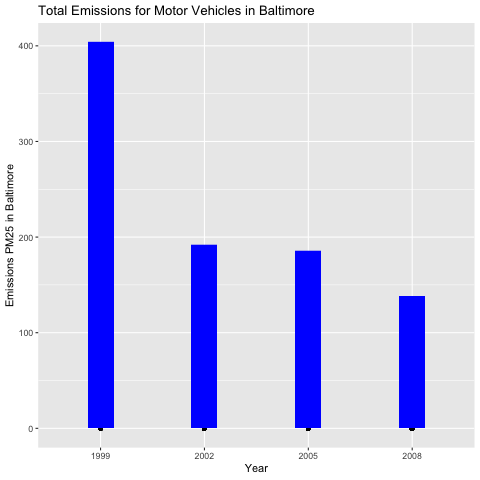 Total Emissions for Motor Vehicles in Baltimore
Emissions PM25 in Baltimore
400
300
200
100
0
1999 2002 2005 2008
Year